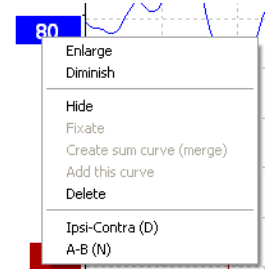 80
Enlarge
Diminish
Hide
Fixate
Create sum curve (merge)
Add this curve
Delete
Ipsi-Contra (D)
A-B (N)